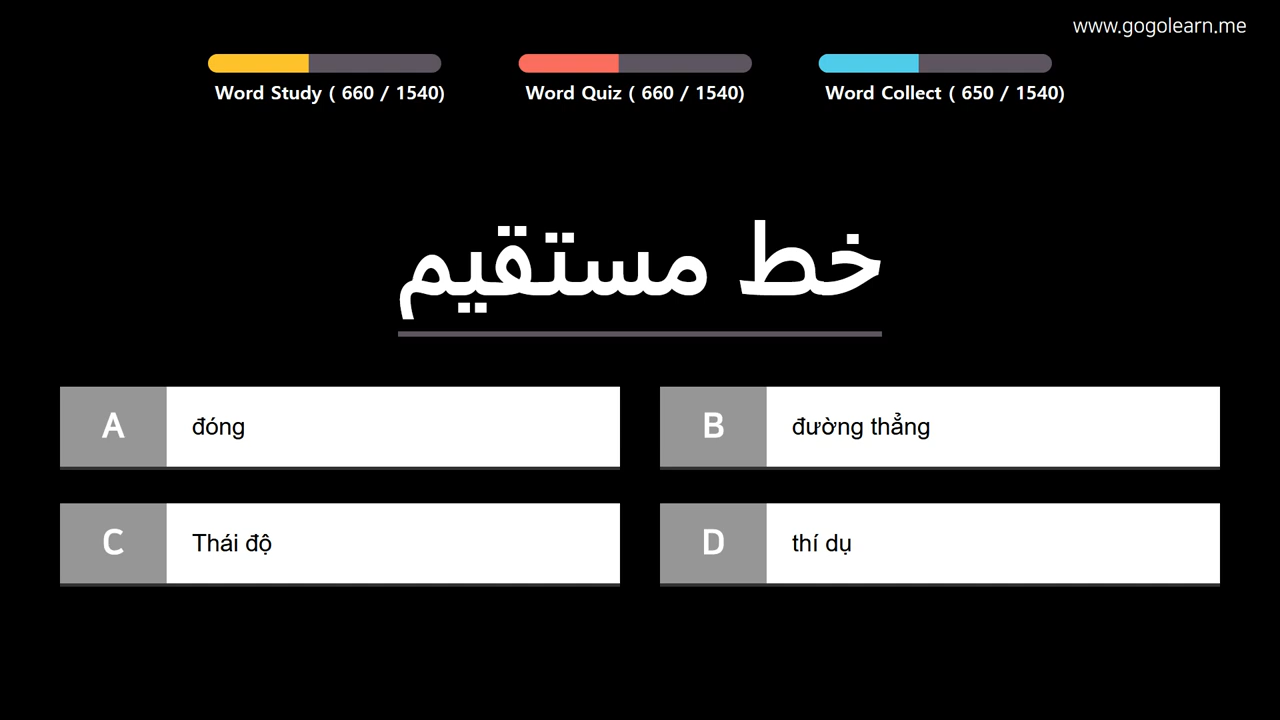 www.gogolearn.me
Word Study ( 660 / 1540)
Word Quiz ( 660 / 1540)
Word Collect ( 650 / 1540)
خط مستقيم
A đóng
B đường thẳng
C Thái độ
D thí dụ